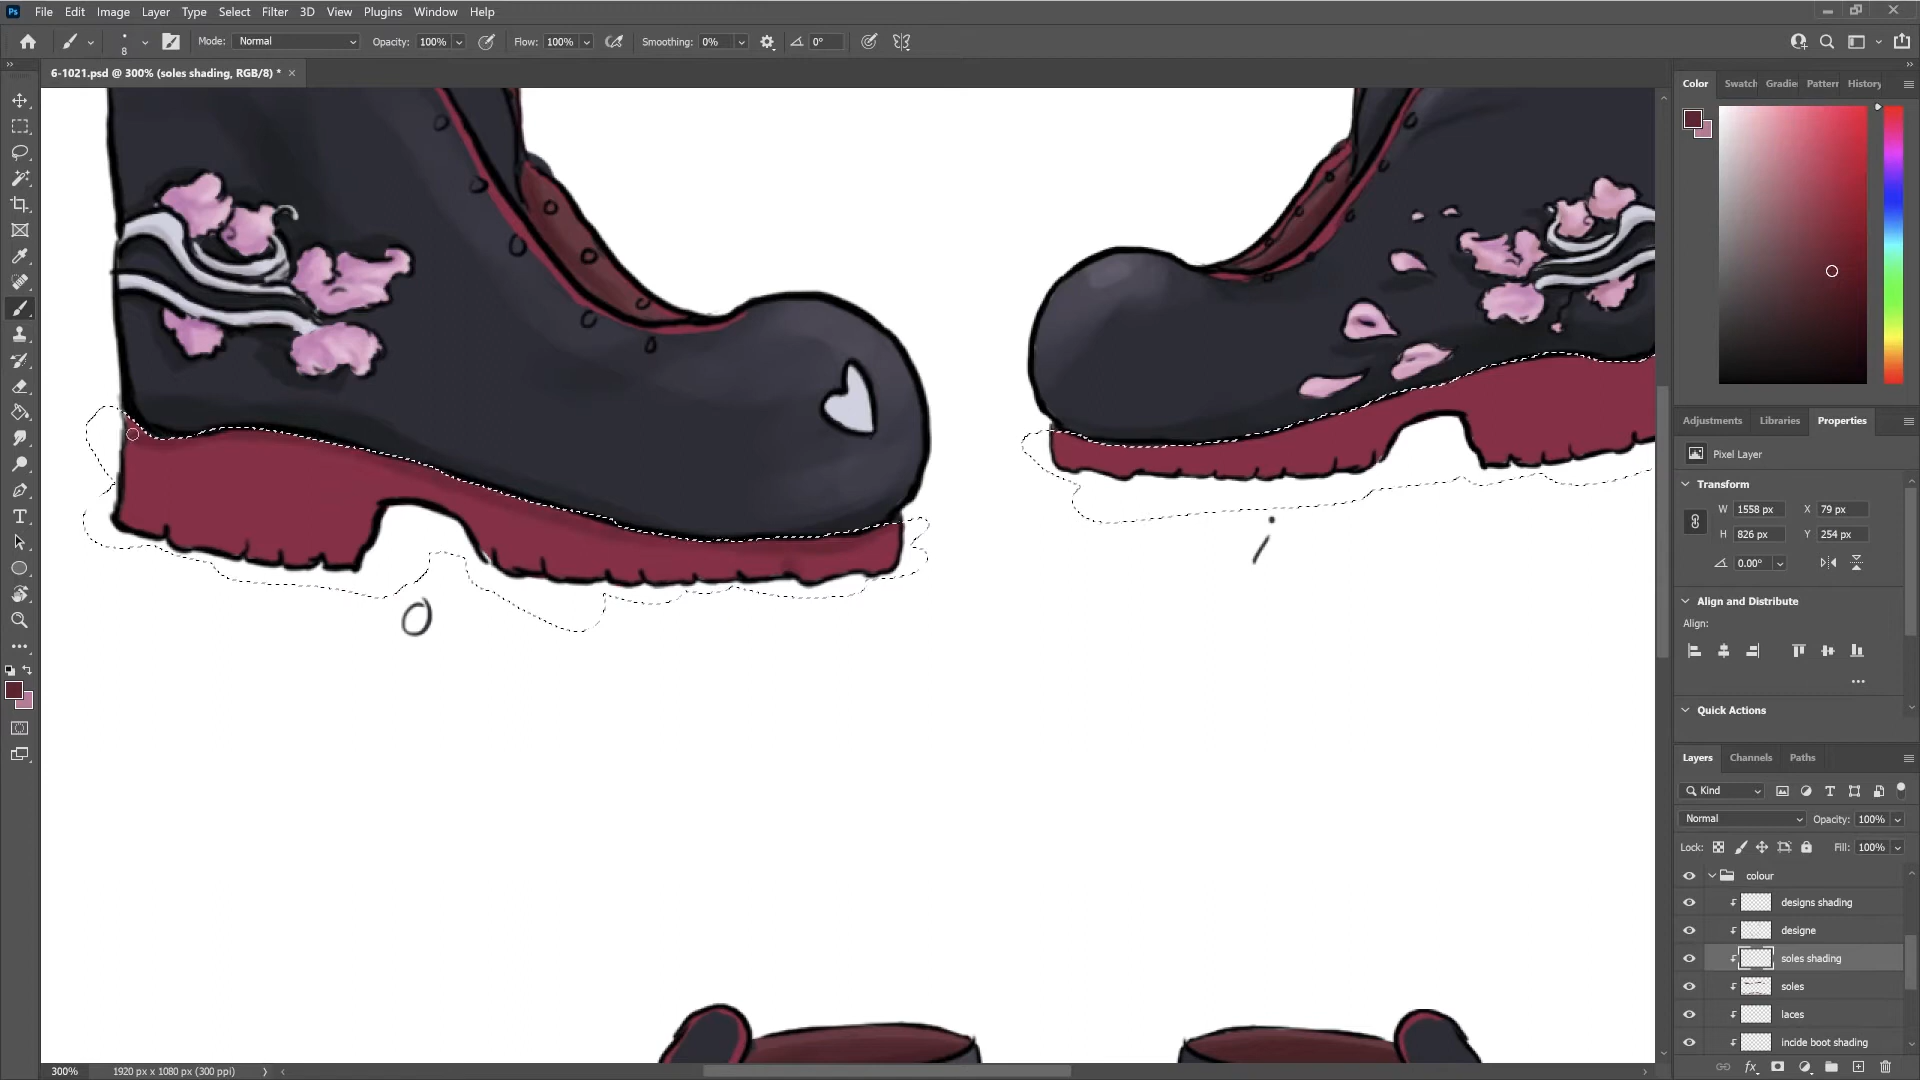 Ps File Edit Image Layer Type Select Filter 3D View Plugins Window Help
8 Mode: Normal Opacity: 100% Flow: 100% Smoothing: 0% 0°
6-1021.psd @ 300% (soles shading, RGB/8) *
Color Swatch Gradie Pattern History
o
i
Adjustments Libraries Properties
Pixel Layer
Transform
W 1558 px X 79 px
H 826 px Y 254 px
0.00°
Align and Distribute
Align:
Quick Actions
Layers Channels Paths
Kind
Normal Opacity: 100%
Lock: Fill: 100%
colour
designs shading
designe
soles shading
soles
laces
incide boot shading
300% 1920 px x 1080 px (300 ppi)